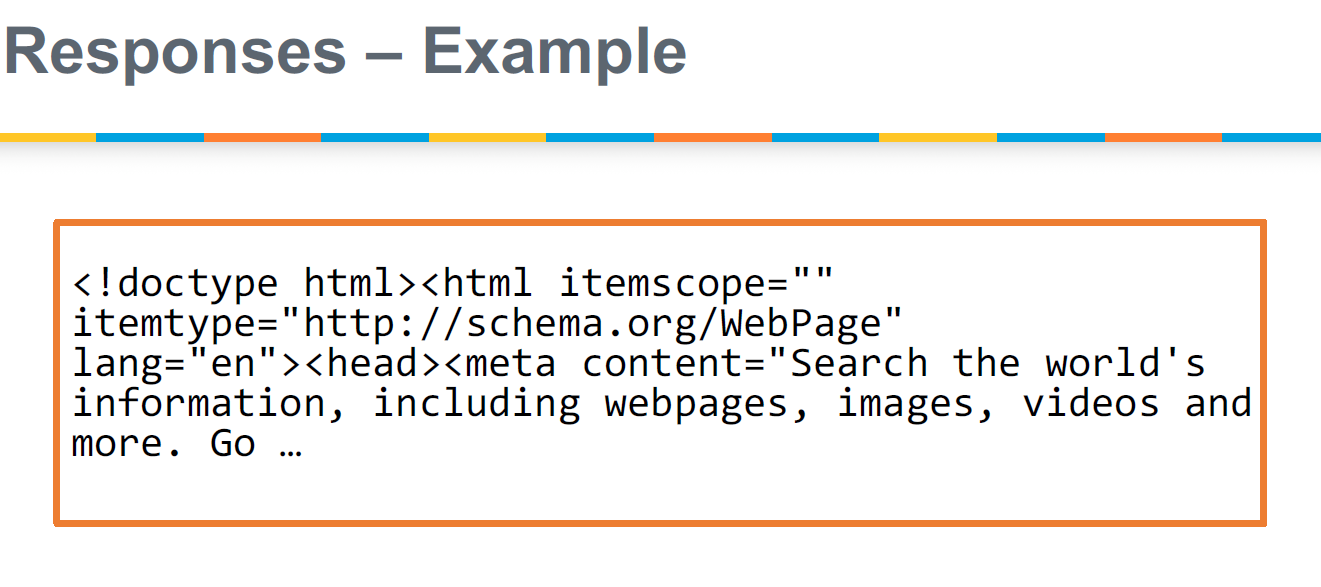 Responses – Example
<!doctype html><html itemscope=""
itemtype="http://schema.org/WebPage"
lang="en"><head><meta content="Search the world's
information, including webpages, images, videos and
more. Go …